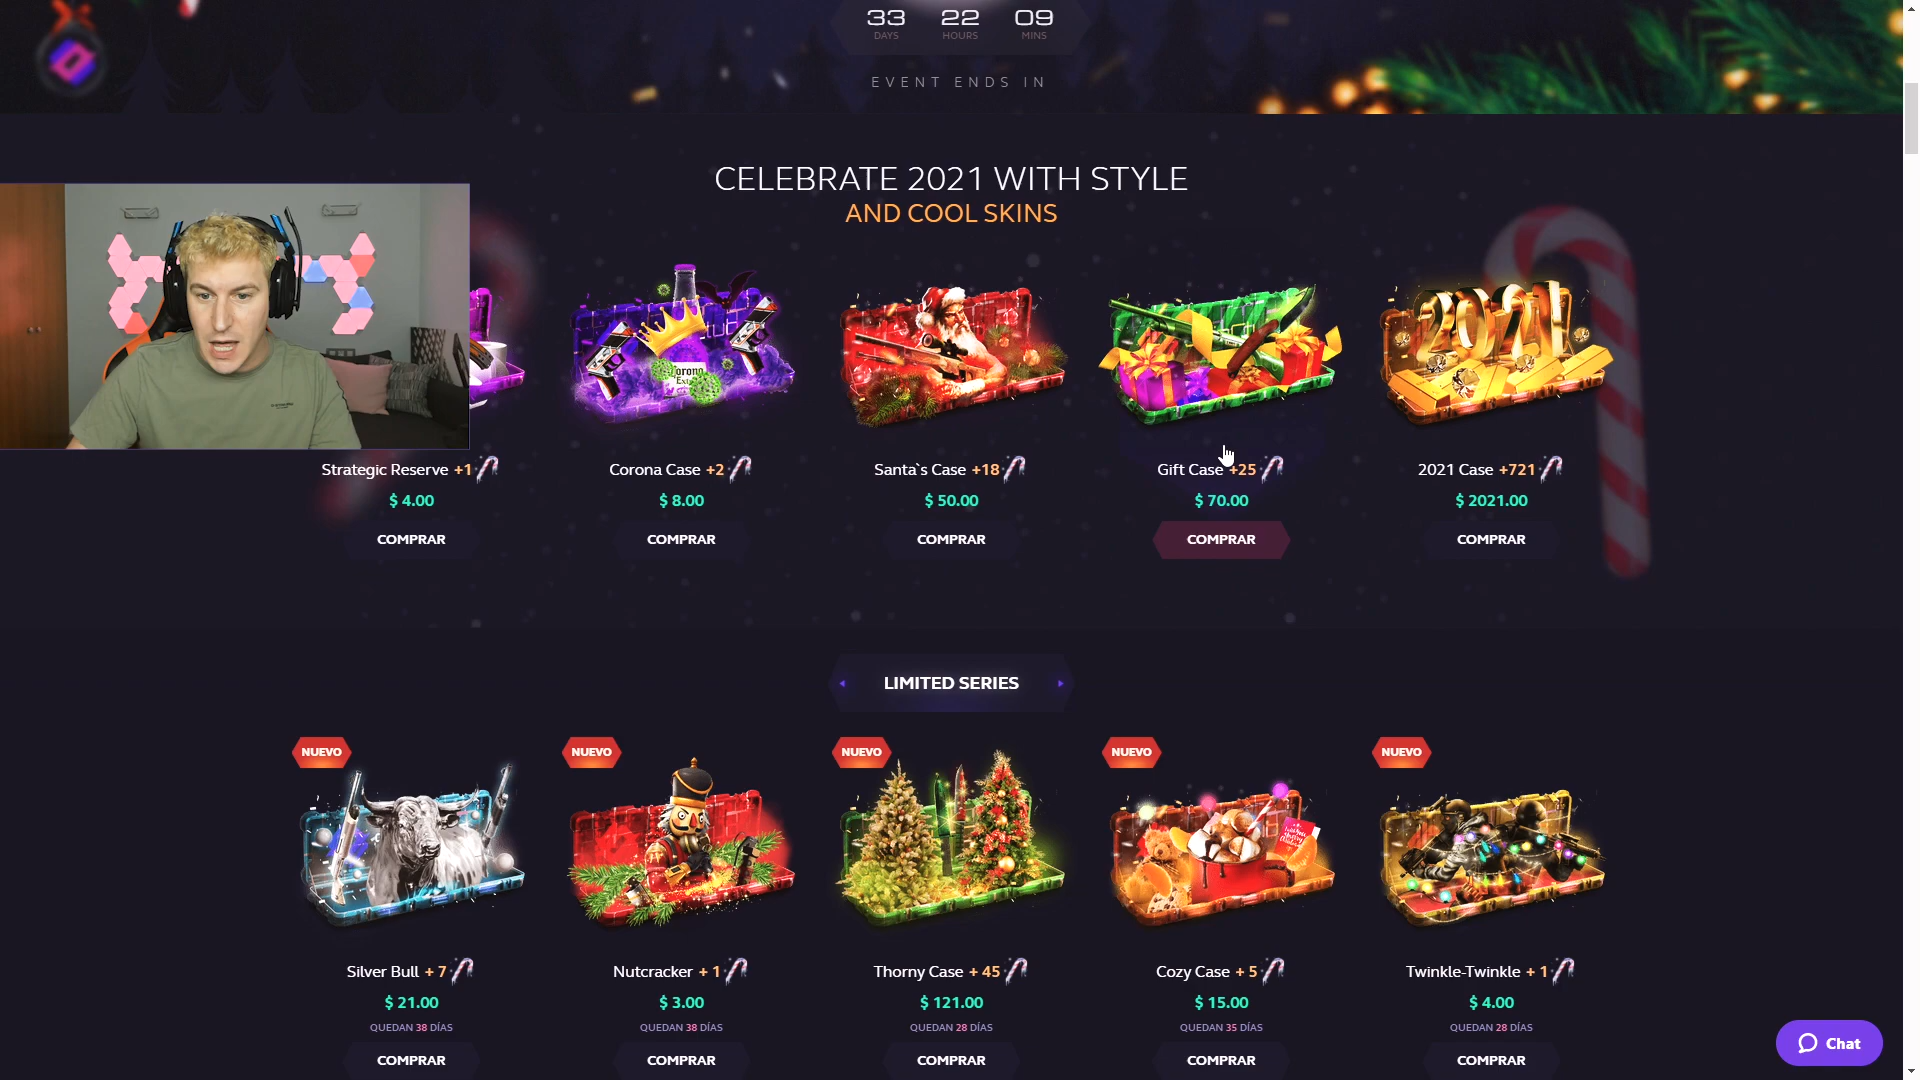 33 22 09
DAYS HOURS MINS
EVENT ENDS IN
CELEBRATE 2021 WITH STYLE
AND COOL SKINS
2021
Strategic Reserve +1
$ 4.00
COMPRAR
Corona Case +2
$ 8.00
COMPRAR
Santa`s Case +18
$ 50.00
COMPRAR
Gift Case +25
$ 70.00
COMPRAR
2021 Case +721
$ 2021.00
COMPRAR
LIMITED SERIES
NUEVO
Silver Bull + 7
$ 21.00
QUEDAN 38 DÍAS
COMPRAR
NUEVO
Nutcracker + 1
$ 3.00
QUEDAN 38 DÍAS
COMPRAR
NUEVO
Thorny Case + 45
$ 121.00
QUEDAN 28 DÍAS
COMPRAR
NUEVO
Cozy Case + 5
$ 15.00
QUEDAN 35 DÍAS
COMPRAR
NUEVO
Twinkle-Twinkle + 1
$ 4.00
QUEDAN 28 DÍAS
COMPRAR
Chat